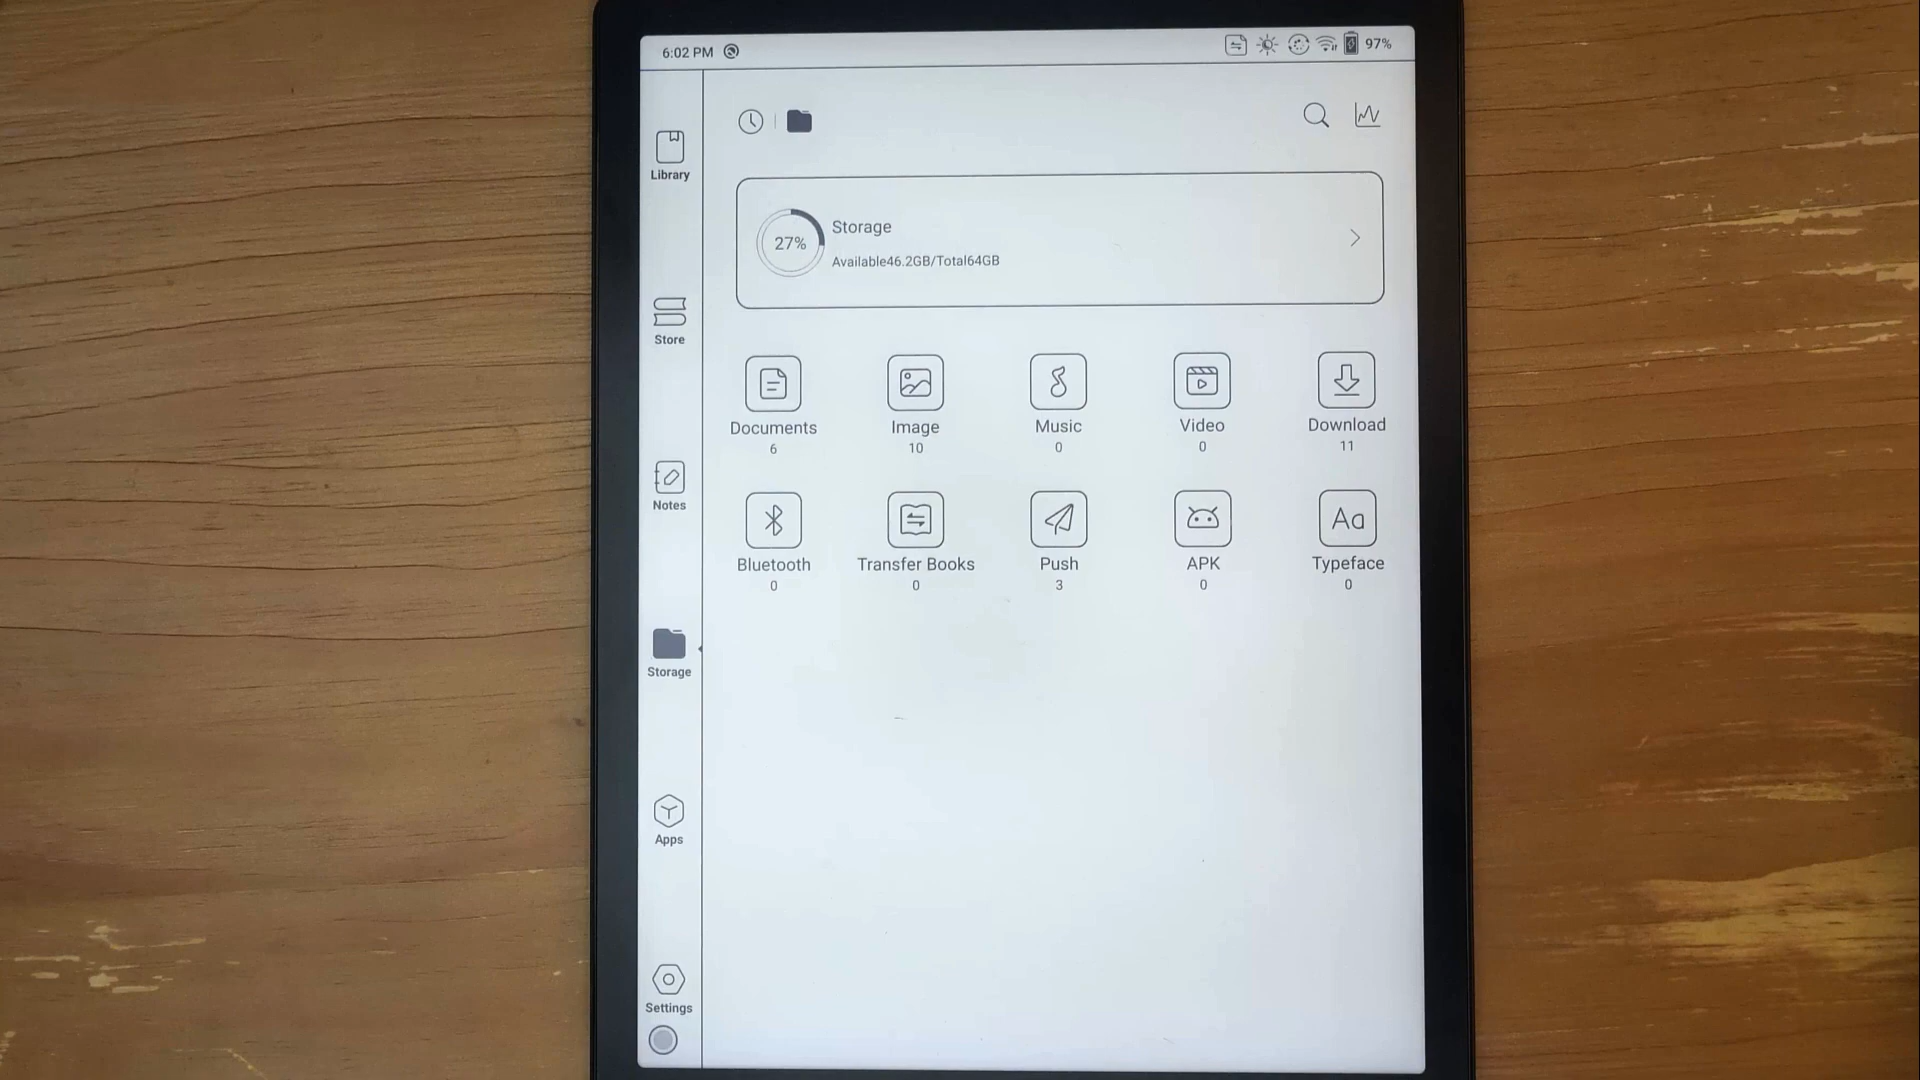 6:02 PM
97%
Library
Store
Notes
Storage
Apps
Settings
27%
Storage
Available46.2GB/Total64GB
Documents
6
Image
10
Music
0
Video
0
Download
11
Bluetooth
0
Transfer Books
0
Push
3
APK
0
Aa
Typeface
0